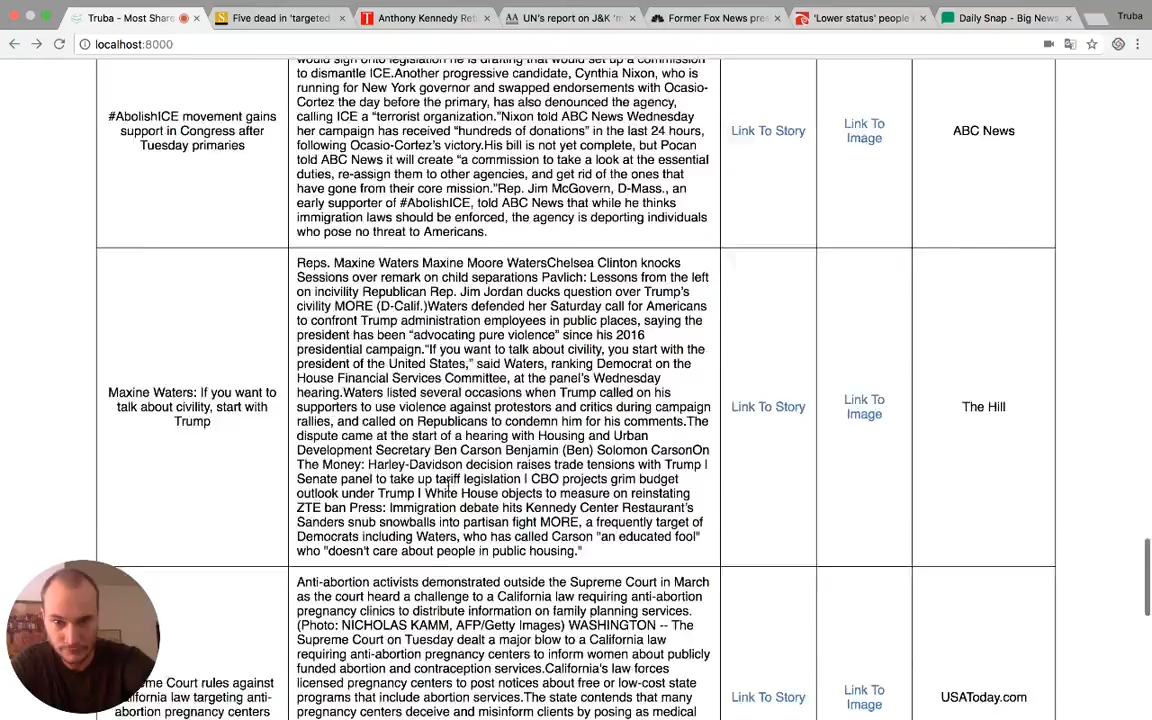 Truba - Most Share
Five dead in 'targeted
Anthony Kennedy Reti
UN's report on J&K 'm
Former Fox News pres
'Lower status' people
Daily Snap - Big News
Truba
localhost:8000
would sign onto legislation he is drafting that would set up a commission
to dismantle ICE.Another progressive candidate, Cynthia Nixon, who is
running for New York governor and swapped endorsements with Ocasio-
Cortez the day before the primary, has also denounced the agency,
calling ICE a “terrorist organization.”Nixon told ABC News Wednesday
her campaign has received “hundreds of donations” in the last 24 hours,
following Ocasio-Cortez’s victory.His bill is not yet complete, but Pocan
told ABC News it will create “a commission to take a look at the essential
duties, re-assign them to other agencies, and get rid of the ones that
have gone from their core mission.”Rep. Jim McGovern, D-Mass., an
early supporter of #AbolishICE, told ABC News that while he thinks
immigration laws should be enforced, the agency is deporting individuals
who pose no threat to Americans.
#AbolishICE movement gains
support in Congress after
Tuesday primaries
Link To Story
Link To
Image
ABC News
Maxine Waters: If you want to
talk about civility, start with
Trump
Reps. Maxine Waters Maxine Moore WatersChelsea Clinton knocks
Sessions over remark on child separations Pavlich: Lessons from the left
on incivility Republican Rep. Jim Jordan ducks question over Trump’s
civility MORE (D-Calif.)Waters defended her Saturday call for Americans
to confront Trump administration employees in public places, saying the
president has been “advocating pure violence” since his 2016
presidential campaign.“If you want to talk about civility, you start with the
president of the United States,” said Waters, ranking Democrat on the
House Financial Services Committee, at the panel’s Wednesday
hearing.Waters listed several occasions when Trump called on his
supporters to use violence against protestors and critics during campaign
rallies, and called on Republicans to condemn him for his comments.The
dispute came at the start of a hearing with Housing and Urban
Development Secretary Ben Carson Benjamin (Ben) Solomon CarsonOn
The Money: Harley-Davidson decision raises trade tensions with Trump |
Senate panel to take up tariff legislation | CBO projects grim budget
outlook under Trump | White House objects to measure on reinstating
ZTE ban Press: Immigration debate hits Kennedy Center Restaurant’s
Sanders snub snowballs into partisan fight MORE, a frequently target of
Democrats including Waters, who has called Carson "an educated fool"
who "doesn't care about people in public housing."
Link To Story
Link To
Image
The Hill
eme Court rules against
lifornia law targeting anti-
abortion pregnancy centers
Anti-abortion activists demonstrated outside the Supreme Court in March
as the court heard a challenge to a California law requiring anti-abortion
pregnancy clinics to distribute information on family planning services.
(Photo: NICHOLAS KAMM, AFP/Getty Images) WASHINGTON -- The
Supreme Court on Tuesday dealt a major blow to a California law
requiring anti-abortion pregnancy centers to inform women about publicly
funded abortion and contraception services.California's law forces
licensed pregnancy centers to post notices about free or low-cost state
programs that include abortion services.The state contends that many
pregnancy centers deceive and misinform clients by posing as medical
Link To Story
Link To
Image
USAToday.com